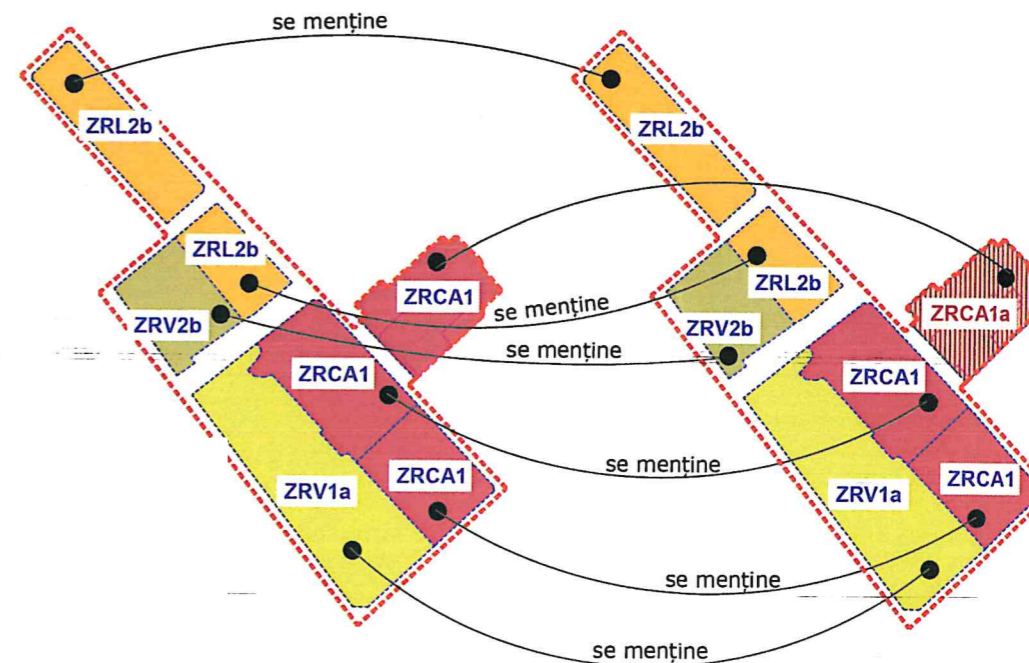 se menține
ZRL2b
ZRL2b
ZRL2b
ZRCA1
ZRL2b
ZRCA1a
se menține
ZRV2b
ZRV2b
se menține
ZRCA1
ZRCA1
se menține
ZRV1a
ZRCA1
ZRV1a
ZRCA1
se menține
se menține